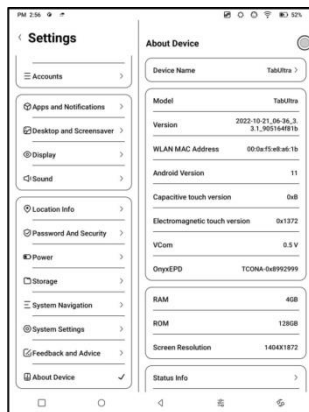 PM 2:56
52%
Settings
Accounts
Apps and Notifications
Desktop and Screensaver
Display
Sound
Location Info
Password And Security
Power
Storage
System Navigation
System Settings
Feedback and Advice
About Device
About Device
Device Name TabUltra
Model TabUltra
Version 2022-10-21_06-36_3.
3.1_905164f81b
WLAN MAC Address 00:0a:f5:e8:a6:1b
Android Version 11
Capacitive touch version 0xB
Electromagnetic touch version 0x1372
VCom 0.5 V
OnyxEPD TCONA-0x8992999
RAM 4GB
ROM 128GB
Screen Resolution 1404X1872
Status Info